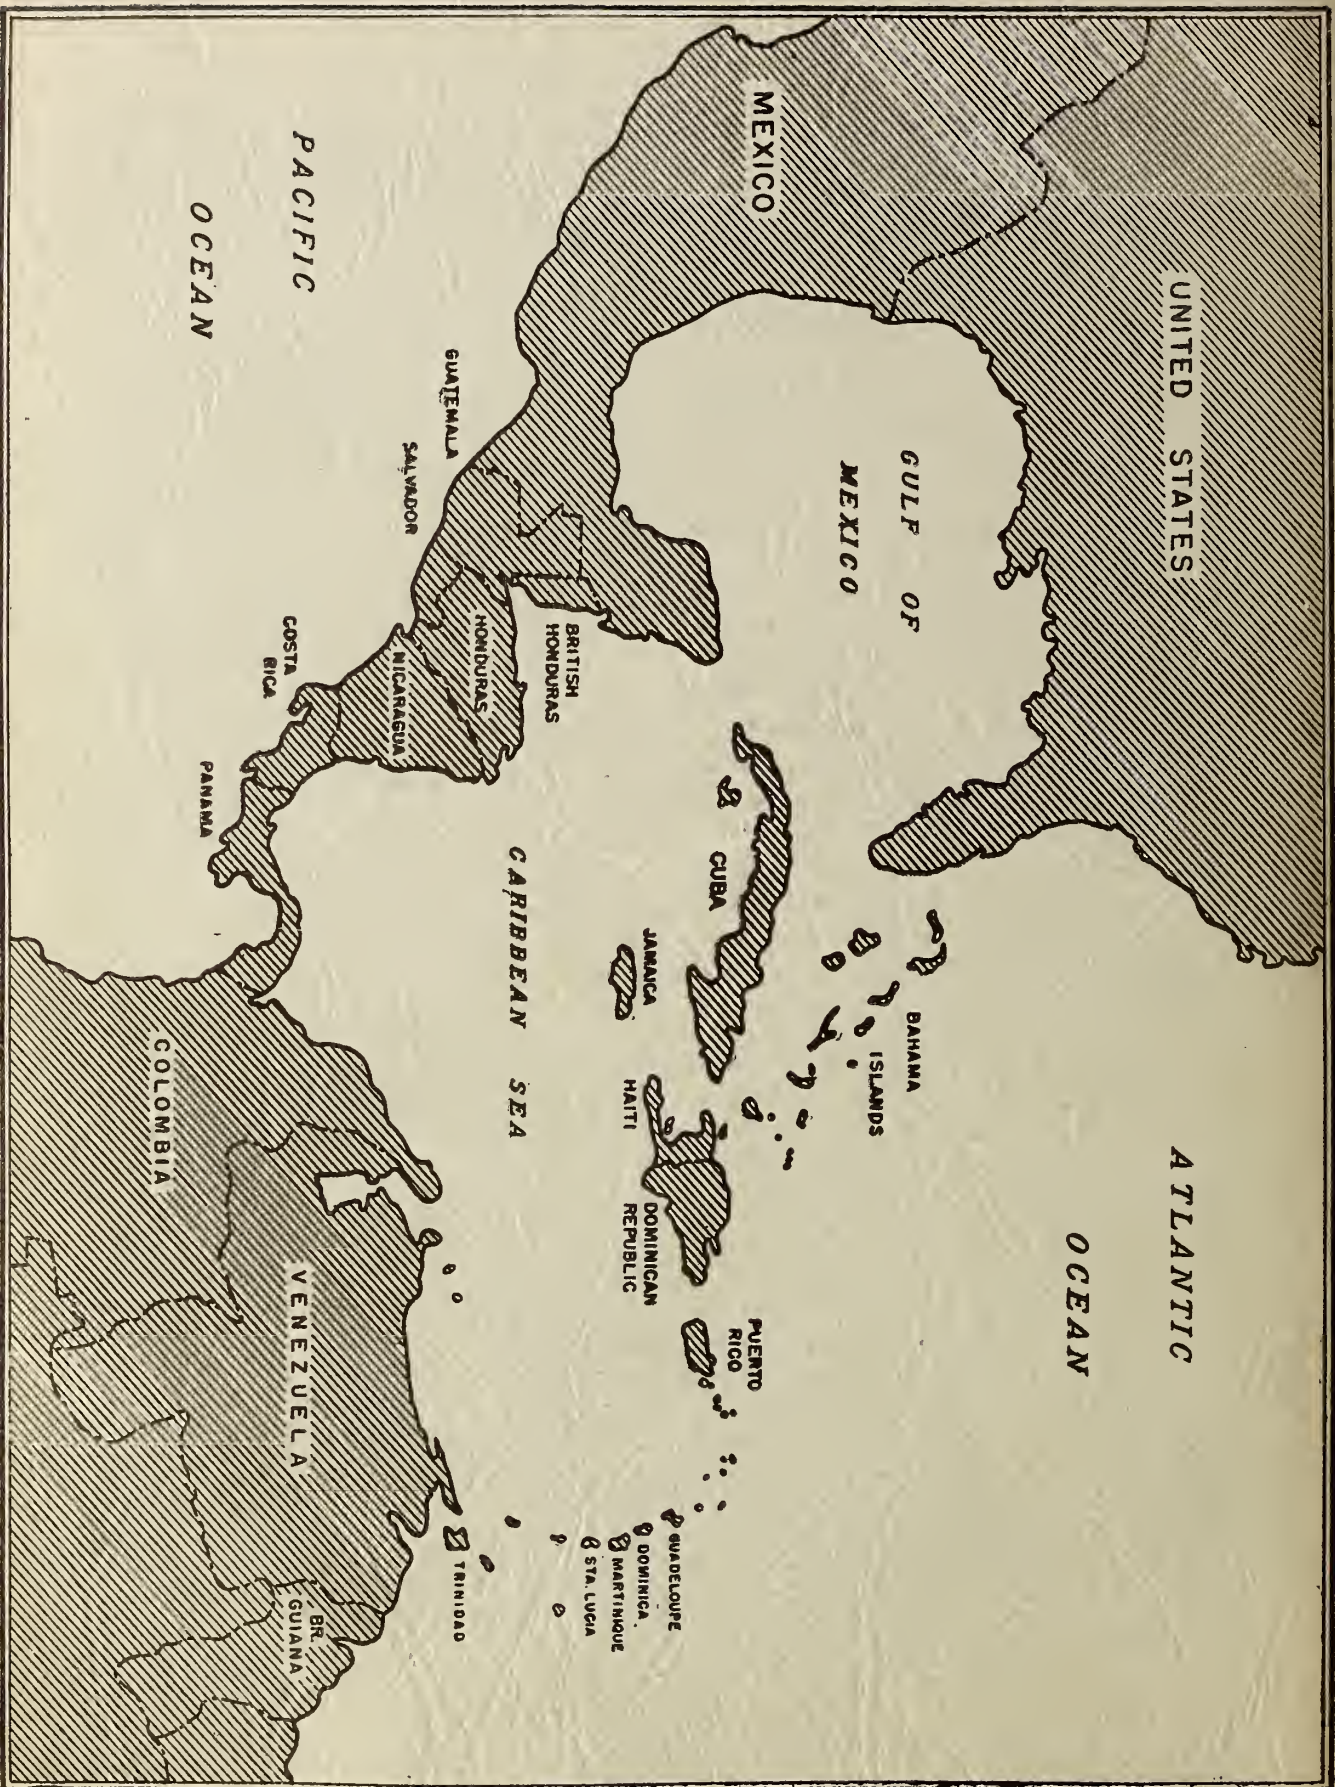 UNITED STATES
MEXICO
GULF OF
MEXICO
ATLANTIC
OCEAN
PACIFIC
OCEAN
BAHAMA
ISLANDS
CUBA
JAMAICA
HAITI
DOMINICAN
REPUBLIC
PUERTO
RICO
GUATEMALA
SALVADOR
BRITISH
HONDURAS
HONDURAS
NICARAGUA
COSTA
RICA
PANAMA
CARIBBEAN SEA
GUADELOUPE
DOMINICA
MARTINIQUE
STA. LUCIA
TRINIDAD
COLOMBIA
VENEZUELA
BR.
GUIANA